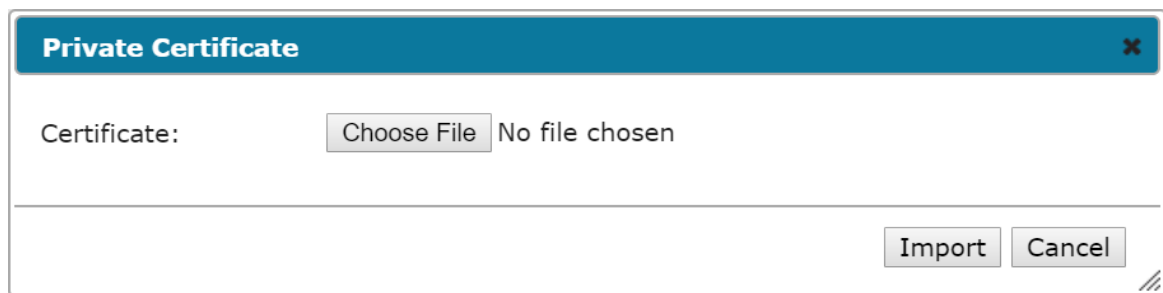 Private Certificate
Certificate: Choose File No file chosen
Import Cancel